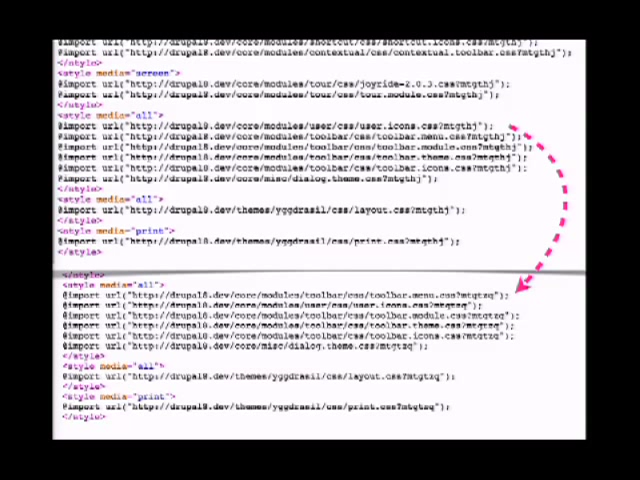 @import url("http://drupal8.dev/core/modules/shortcut/css/shortcut.icons.css?mtgthj");
@import url("http://drupal8.dev/core/modules/contextual/css/contextual.toolbar.css?mtgthj");
</style>
<style media="screen">
@import url("http://drupal8.dev/core/modules/tour/css/joyride-2.0.3.css?mtgthj");
@import url("http://drupal8.dev/core/modules/tour/css/tour.module.css?mtgthj");
</style>
<style media="all">
@import url("http://drupal8.dev/core/modules/user/css/user.icons.css?mtgthj");
@import url("http://drupal8.dev/core/modules/toolbar/css/toolbar.menu.css?mtgthj");
@import url("http://drupal8.dev/core/modules/toolbar/css/toolbar.module.css?mtgthj");
@import url("http://drupal8.dev/core/modules/toolbar/css/toolbar.theme.css?mtgthj");
@import url("http://drupal8.dev/core/modules/toolbar/css/toolbar.icons.css?mtgthj");
@import url("http://drupal8.dev/core/misc/dialog.theme.css?mtgthj");
</style>
<style media="all">
@import url("http://drupal8.dev/themes/yggdrasil/css/layout.css?mtgthj");
</style>
<style media="print">
@import url("http://drupal8.dev/themes/yggdrasil/css/print.css?mtgthj");
</style>
</style>
<style media="all">
@import url("http://drupal8.dev/core/modules/toolbar/css/toolbar.menu.css?mtgtzq");
@import url("http://drupal8.dev/core/modules/user/css/user.icons.css?mtgtzq");
@import url("http://drupal8.dev/core/modules/toolbar/css/toolbar.module.css?mtgtzq");
@import url("http://drupal8.dev/core/modules/toolbar/css/toolbar.theme.css?mtgtzq");
@import url("http://drupal8.dev/core/modules/toolbar/css/toolbar.icons.css?mtgtzq");
@import url("http://drupal8.dev/core/misc/dialog.theme.css?mtgtzq");
</style>
<style media="all">
@import url("http://drupal8.dev/themes/yggdrasil/css/layout.css?mtgtzq");
</style>
<style media="print">
@import url("http://drupal8.dev/themes/yggdrasil/css/print.css?mtgtzq");
</style>